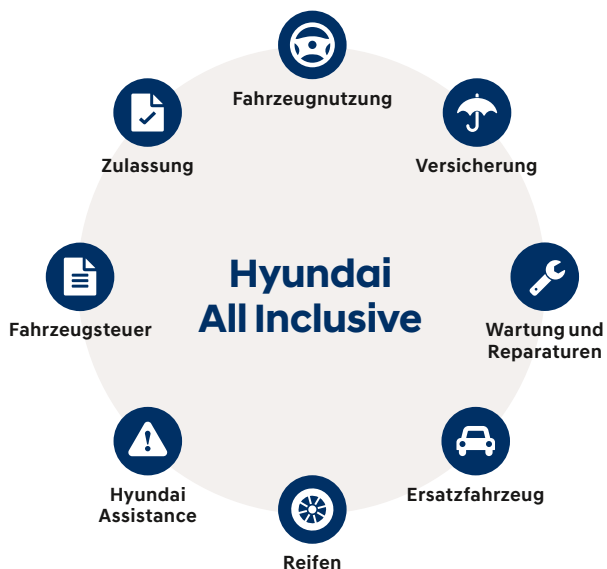 Fahrzeugnutzung
Zulassung
Versicherung
Hyundai
All Inclusive
Fahrzeugsteuer
Wartung und
Reparaturen
Hyundai
Assistance
Ersatzfahrzeug
Reifen